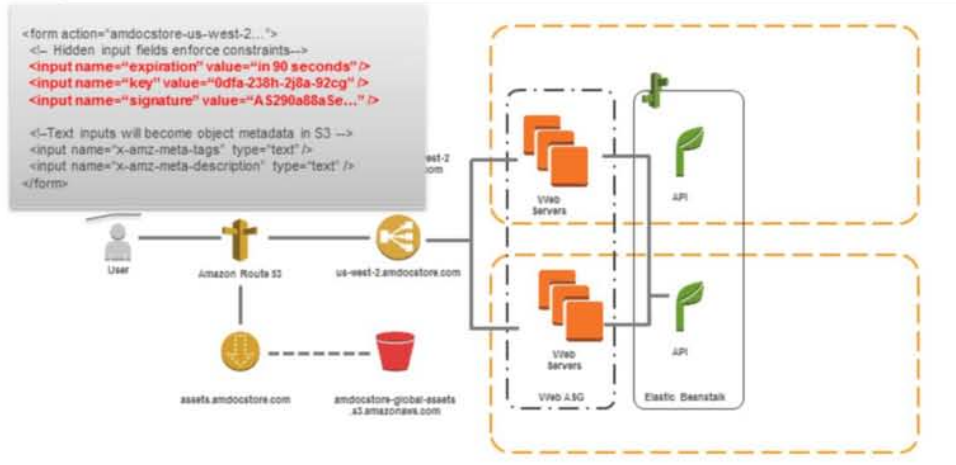 <form action="amdocstore-us-west-2...">
<!-- Hidden input fields enforce constraints-->
<input name="expiration" value="in 90 seconds"/>
<input name="key" value="0dfa-238h-2j8a-92cg"/>
<input name="signature" value="AS290a88aSe..."/>
<!--Text inputs will become object metadata in S3 -->
<input name="x-amz-meta-tags" type="text"/>
<input name="x-amz-meta-description" type="text"/>
</form>
est-2
om
Web
Servers
API
User
Amazon Route 53
us-west-2.amdocstore.com
Web
Servers
API
assets.amdocstore.com
amdocstore-global-assets
.s3.amazonaws.com
Web ASG
Elastic Beanstalk